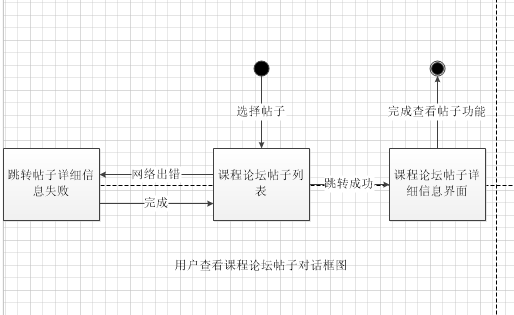 选择帖子
完成查看帖子功能
跳转帖子详细信
息失败
网络出错
课程论坛帖子列
表
跳转成功
课程论坛帖子详
细信息界面
完成
用户查看课程论坛帖子对话框图